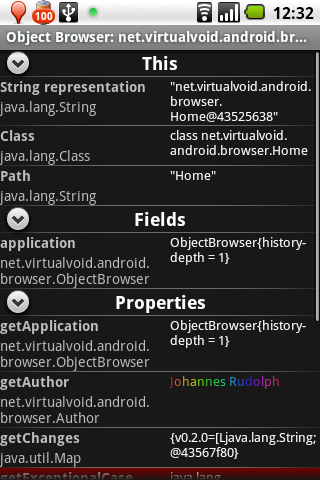 100 12:32
Object Browser: net.virtualvoid.android.br...
This
String representation
java.lang.String
"net.virtualvoid.android.
browser.
Home@43525638"
Class
java.lang.Class
class net.virtualvoid.
android.browser.Home
Path
java.lang.String
"Home"
Fields
application
net.virtualvoid.android.
browser.ObjectBrowser
ObjectBrowser{history-
depth = 1}
Properties
getApplication
net.virtualvoid.android.
browser.ObjectBrowser
ObjectBrowser{history-
depth = 1}
getAuthor
net.virtualvoid.android.
browser.Author
Johannes Rudolph
getChanges
java.util.Map
{v0.2.0=[Ljava.lang.String;
@43567f80}
getExceptionalCase
java.lang.